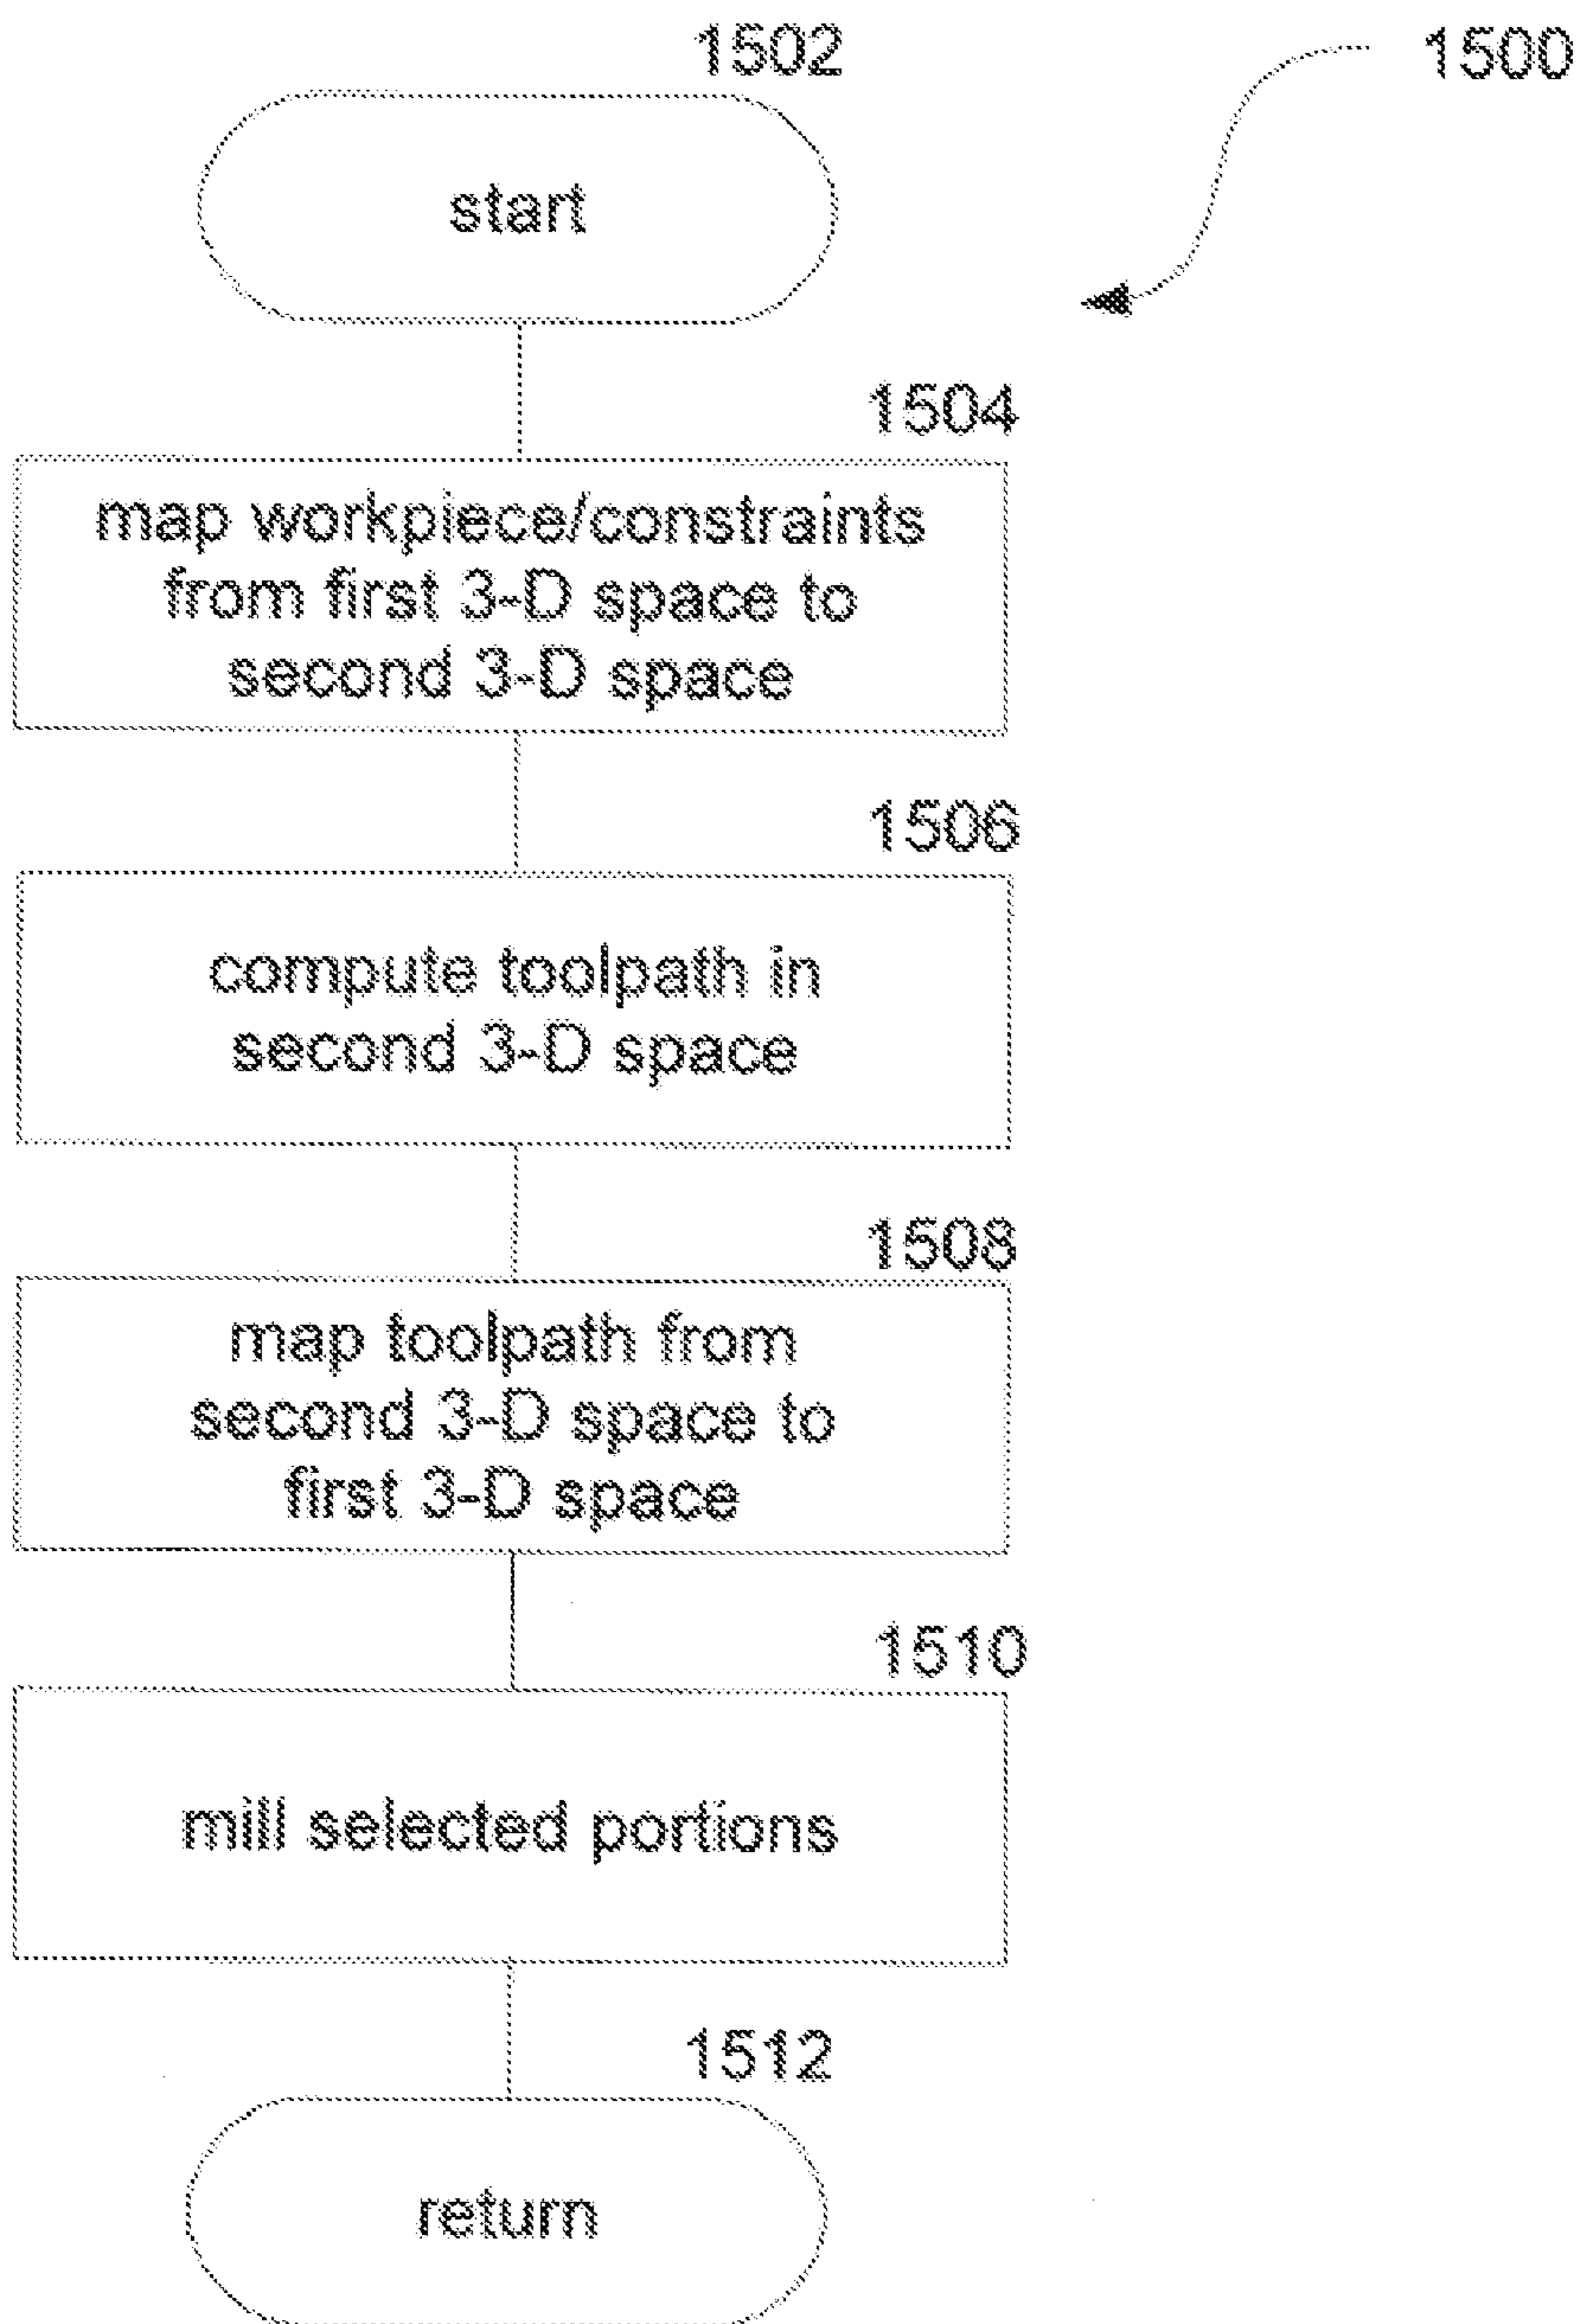 1502
1500
start
1504
map workpiece/constraints
from first 3-D space to
second 3-D space
1506
compute toolpath in
second 3-D space
1508
map toolpath from
second 3-D space to
first 3-D space
1510
mill selected portions
1512
return